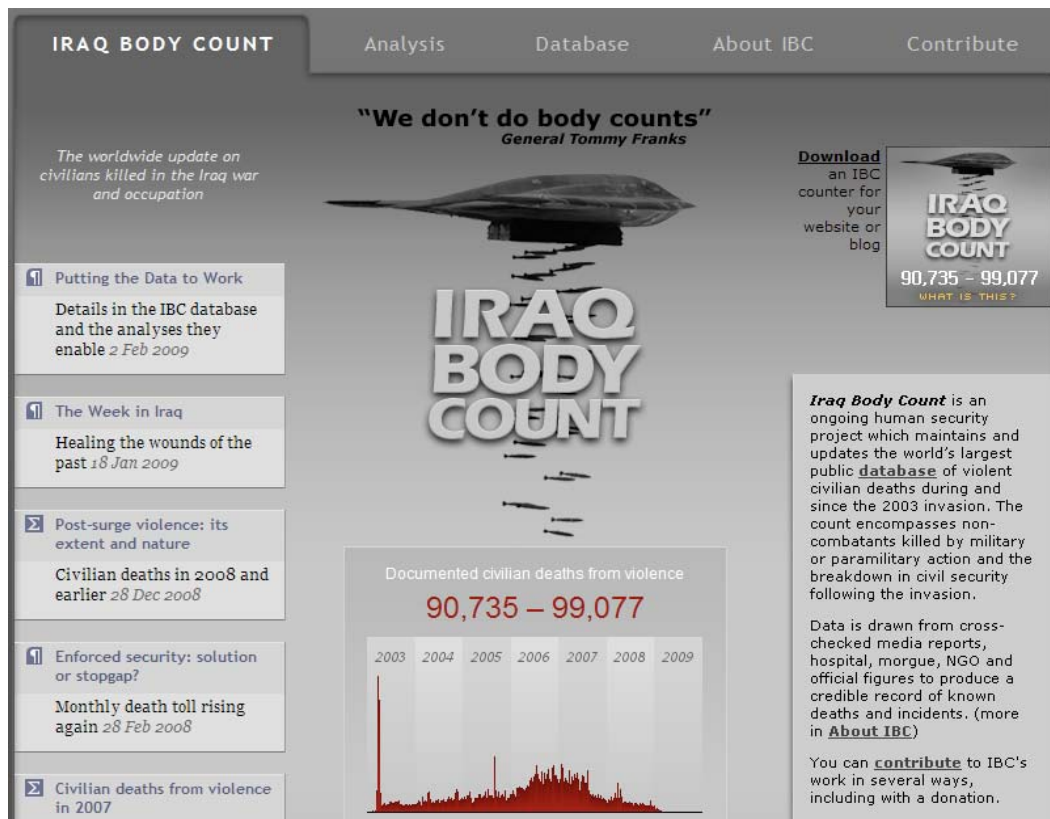 IRAQ BODY COUNT
Analysis
Database
About IBC
Contribute
The worldwide update on
civilians killed in the Iraq war
and occupation
“We don’t do body counts”
General Tommy Franks
Download
an IBC
counter for
your
website or
blog
IRAQ
BODY
COUNT
90,735 – 99,077
WHAT IS THIS?
Putting the Data to Work
Details in the IBC database
and the analyses they
enable 2 Feb 2009
The Week in Iraq
Healing the wounds of the
past 18 Jan 2009
Post-surge violence: its
extent and nature
Civilian deaths in 2008 and
earlier 28 Dec 2008
Enforced security: solution
or stopgap?
Monthly death toll rising
again 28 Feb 2008
Civilian deaths from violence
in 2007
IRAQ
BODY
COUNT
Documented civilian deaths from violence
90,735 – 99,077
2003 2004 2005 2006 2007 2008 2009
Iraq Body Count is an
ongoing human security
project which maintains and
updates the world’s largest
public database of violent
civilian deaths during and
since the 2003 invasion. The
count encompasses non-
combatants killed by military
or paramilitary action and the
breakdown in civil security
following the invasion.
Data is drawn from cross-
checked media reports,
hospital, morgue, NGO and
official figures to produce a
credible record of known
deaths and incidents. (more
in About IBC)
You can contribute to IBC's
work in several ways,
including with a donation.